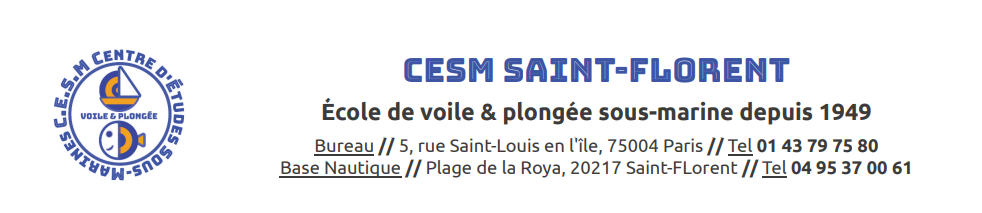 C.E.S.M CENTRE D'ÉTUDES SOUS-MARINES
VOILE & PLONGÉE
CESM SAINT-FLORENT
École de voile & plongée sous-marine depuis 1949
Bureau // 5, rue Saint-Louis en l'île, 75004 Paris // Tel 01 43 79 75 80
Base Nautique // Plage de la Roya, 20217 Saint-FLorent // Tel 04 95 37 00 61